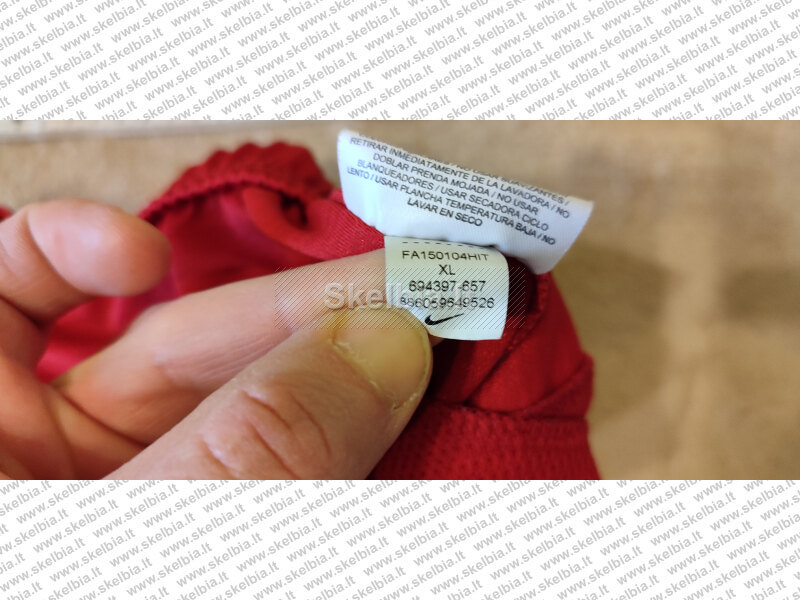 RETIRAR INMEDIATAMENTE DE LA LAVADORA / NO
DOBLAR PRENDA MOJADA / NO USAR
BLANQUEADORES / USAR SECADORA CICLO
LENTO / USAR PLANCHA TEMPERATURA BAJA / NO
LAVAR EN SECO
FA150104HIT
XL
694397-657
886059649526